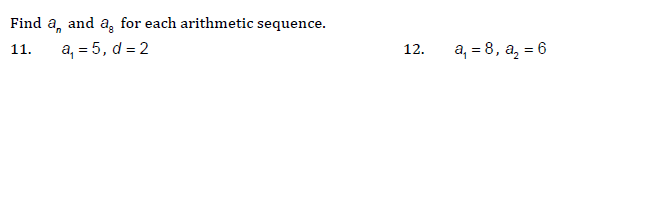 Find aₙ and a₈ for each arithmetic sequence.
11. a₁ = 5, d = 2 12. a₁ = 8, a₂ = 6